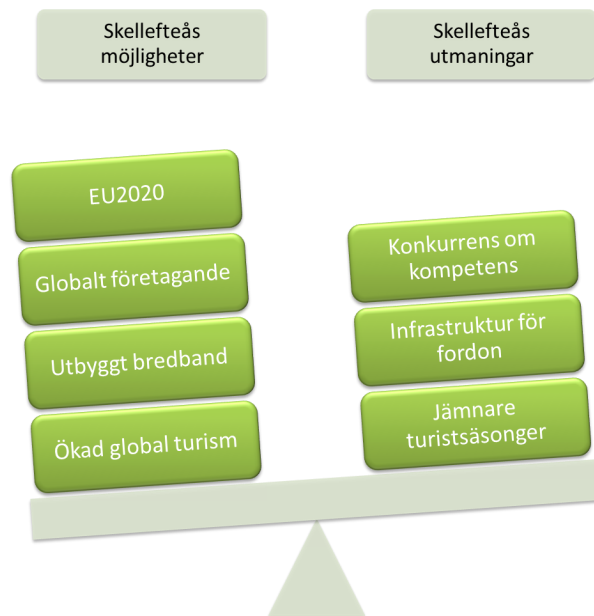 Skellefteås
möjligheter
Skellefteås
utmaningar
EU2020
Globalt företagande
Utbyggt bredband
Ökad global turism
Konkurrens om
kompetens
Infrastruktur för
fordon
Jämnare
turistsäsonger